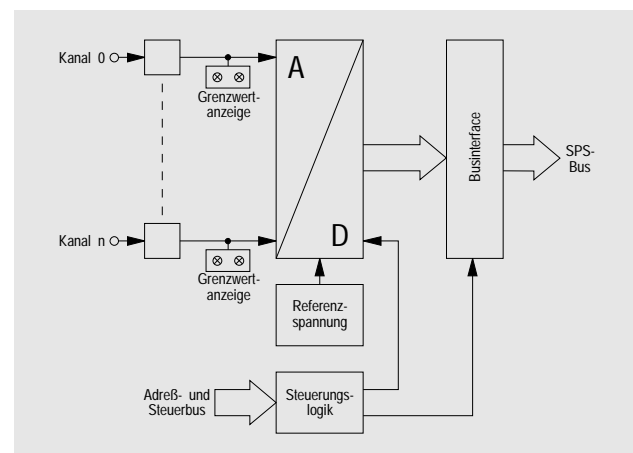 Kanal 0
Grenzwert-
anzeige
A
D
Businterface
SPS-
Bus
Kanal n
Grenzwert-
anzeige
Referenz-
spannung
Adreß- und
Steuerbus
Steuerungs-
logik